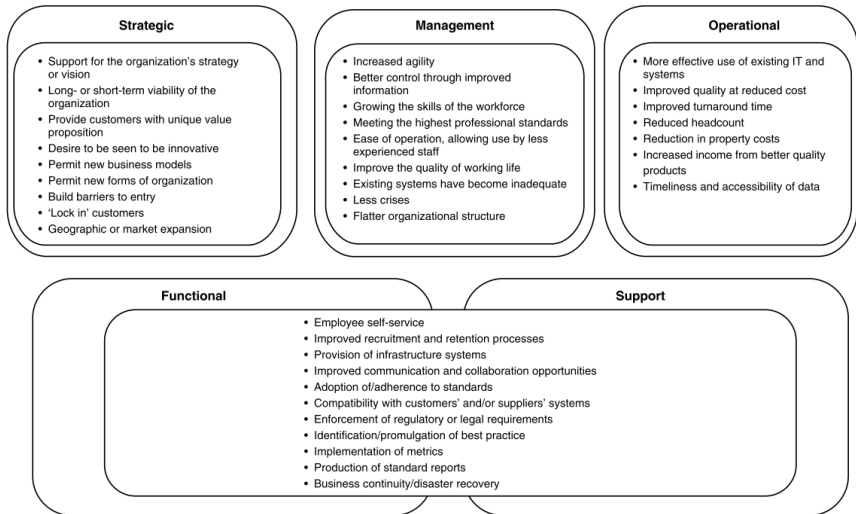 Strategic
• Support for the organization's strategy
or vision
• Long- or short-term viability of the
organization
• Provide customers with unique value
proposition
• Desire to be seen to be innovative
• Permit new business models
• Permit new forms of organization
• Build barriers to entry
• 'Lock in' customers
• Geographic or market expansion
Management
• Increased agility
• Better control through improved
information
• Growing the skills of the workforce
• Meeting the highest professional standards
• Ease of operation, allowing use by less
experienced staff
• Improve the quality of working life
• Existing systems have become inadequate
• Less crises
• Flatter organizational structure
Operational
• More effective use of existing IT and
systems
• Improved quality at reduced cost
• Improved turnaround time
• Reduced headcount
• Reduction in property costs
• Increased income from better quality
products
• Timeliness and accessibility of data
Functional
Support
• Employee self-service
• Improved recruitment and retention processes
• Provision of infrastructure systems
• Improved communication and collaboration opportunities
• Adoption of/adherence to standards
• Compatibility with customers' and/or suppliers' systems
• Enforcement of regulatory or legal requirements
• Identification/promulgation of best practice
• Implementation of metrics
• Production of standard reports
• Business continuity/disaster recovery